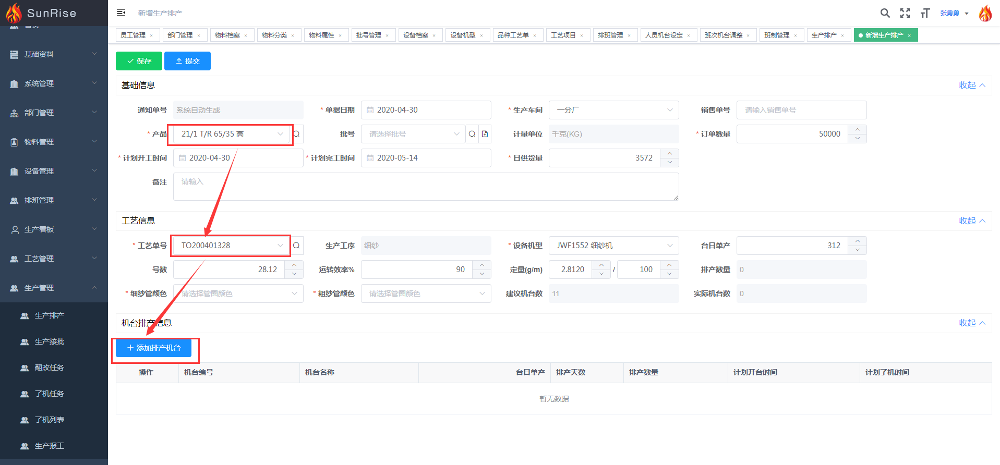 SunRise
首页
基础资料
系统管理
部门管理
物料管理
设备管理
排班管理
生产看板
工艺管理
生产管理
生产排产
生产接批
翻改任务
了机任务
了机列表
生产报工
新增生产排产
张勇勇
员工管理 × 部门管理 × 物料档案 × 物料分类 × 物料属性 × 批号管理 × 设备档案 × 设备机型 × 品种工艺单 × 工艺项目 × 排班管理 × 人员机台设定 × 班次机台调整 × 班制管理 × 生产排产 × 新增生产排产 ×
保存 提交
基础信息 收起
通知单号 系统自动生成 * 单据日期 2020-04-30 * 生产车间 一分厂 销售单号 请输入销售单号
* 产品 21/1 T/R 65/35 高 批号 请选择批号 计量单位 千克(KG) * 订单数量 50000
* 计划开工时间 2020-04-30 * 计划完工时间 2020-05-14 * 日供货量 3572
备注 请输入
工艺信息 收起
* 工艺单号 TO200401328 生产工序 细纱 * 设备机型 JWF1552 细纱机 台日单产 312
号数 28.12 运转效率% 90 定量(g/m) 2.8120 / 100 排产数量 0
* 细纱管颜色 请选择管圈颜色 * 粗纱管颜色 请选择管圈颜色 建议机台数 11 实际机台数 0
机台排产信息 收起
添加排产机台
操作 机台编号 机台名称 台日单产 排产天数 排产数量 计划开台时间 计划了机时间
暂无数据